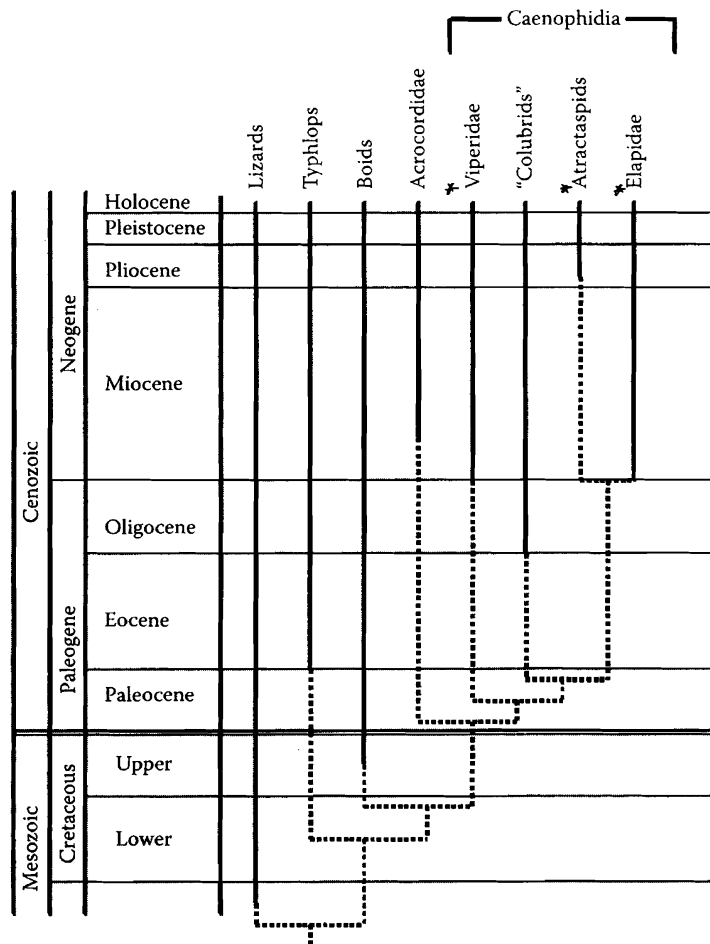 Caenophidia
Lizards
Typhlops
Boids
Acrocordidae
*Viperidae
"Colubrids"
*Atractaspids
*Elapidae
Cenozoic
Neogene
Holocene
Pleistocene
Pliocene
Miocene
Paleogene
Oligocene
Eocene
Paleocene
Mesozoic
Cretaceous
Upper
Lower